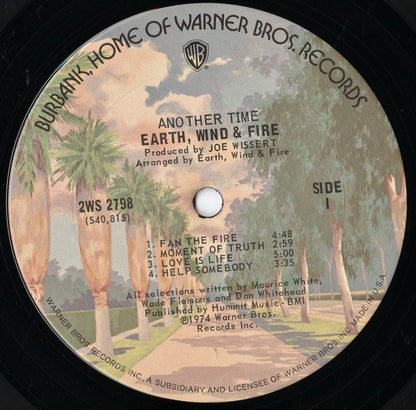 BURBANK, HOME OF WARNER BROS. RECORDS
WB
ANOTHER TIME
EARTH, WIND & FIRE
Produced by JOE WISSERT
Arranged by Earth, Wind & Fire
2WS 2798
(S40,815)
SIDE
1
1. FAN THE FIRE 4:48
2. MOMENT OF TRUTH 2:59
3. LOVE IS LIFE 5:00
4. HELP SOMEBODY 3:35
All selections written by Maurice White,
Wade Flemons and Don Whitehead
Published by Hummit Music-BMI
℗1974 Warner Bros.
Records Inc.
WARNER BROS. RECORDS INC., A SUBSIDIARY AND LICENSEE OF WARNER BROS. INC. MADE IN U.S.A.